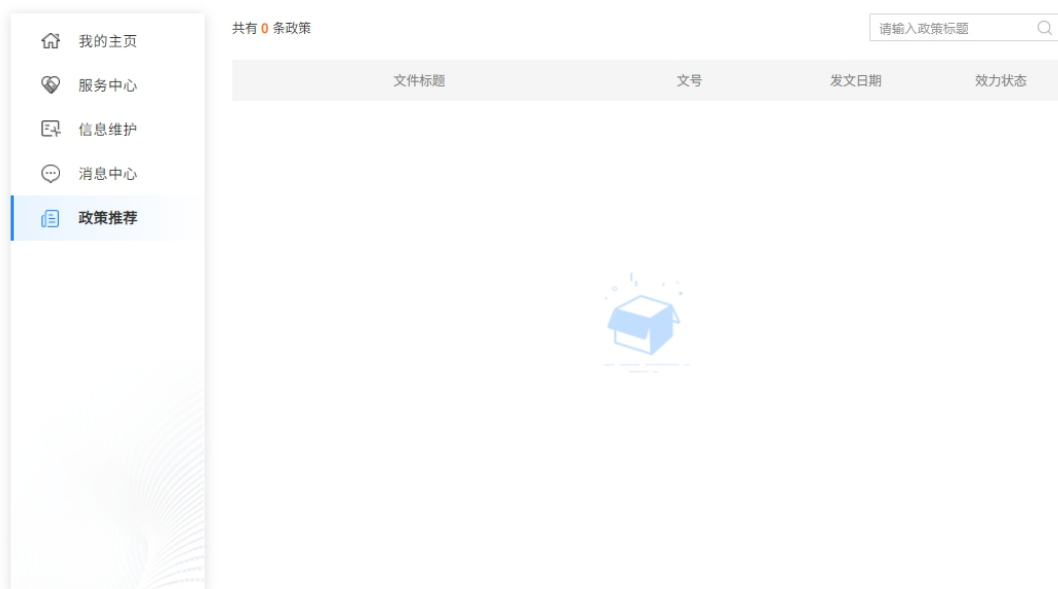 我的主页
服务中心
信息维护
消息中心
政策推荐
共有 0 条政策
请输入政策标题
文件标题 文号 发文日期 效力状态